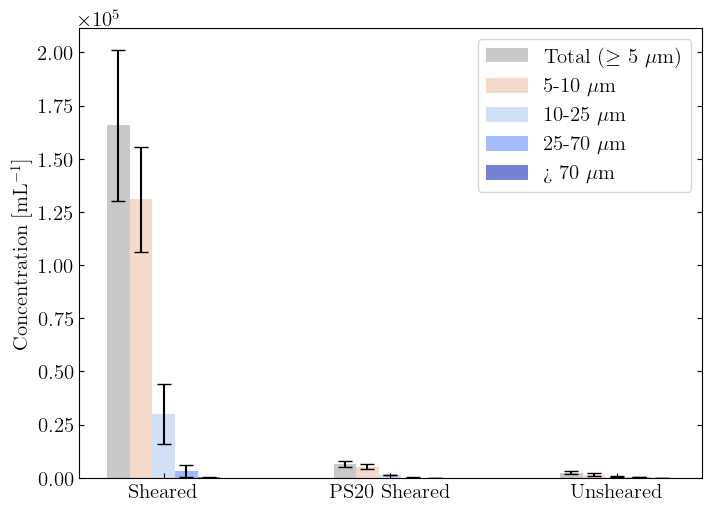 ×10⁵
2.00
1.75
1.50
1.25
1.00
0.75
0.50
0.25
0.00
Concentration [mL⁻¹]
Total (≥ 5 μm)
5-10 μm
10-25 μm
25-70 μm
¿ 70 μm
Sheared
PS20 Sheared
Unsheared